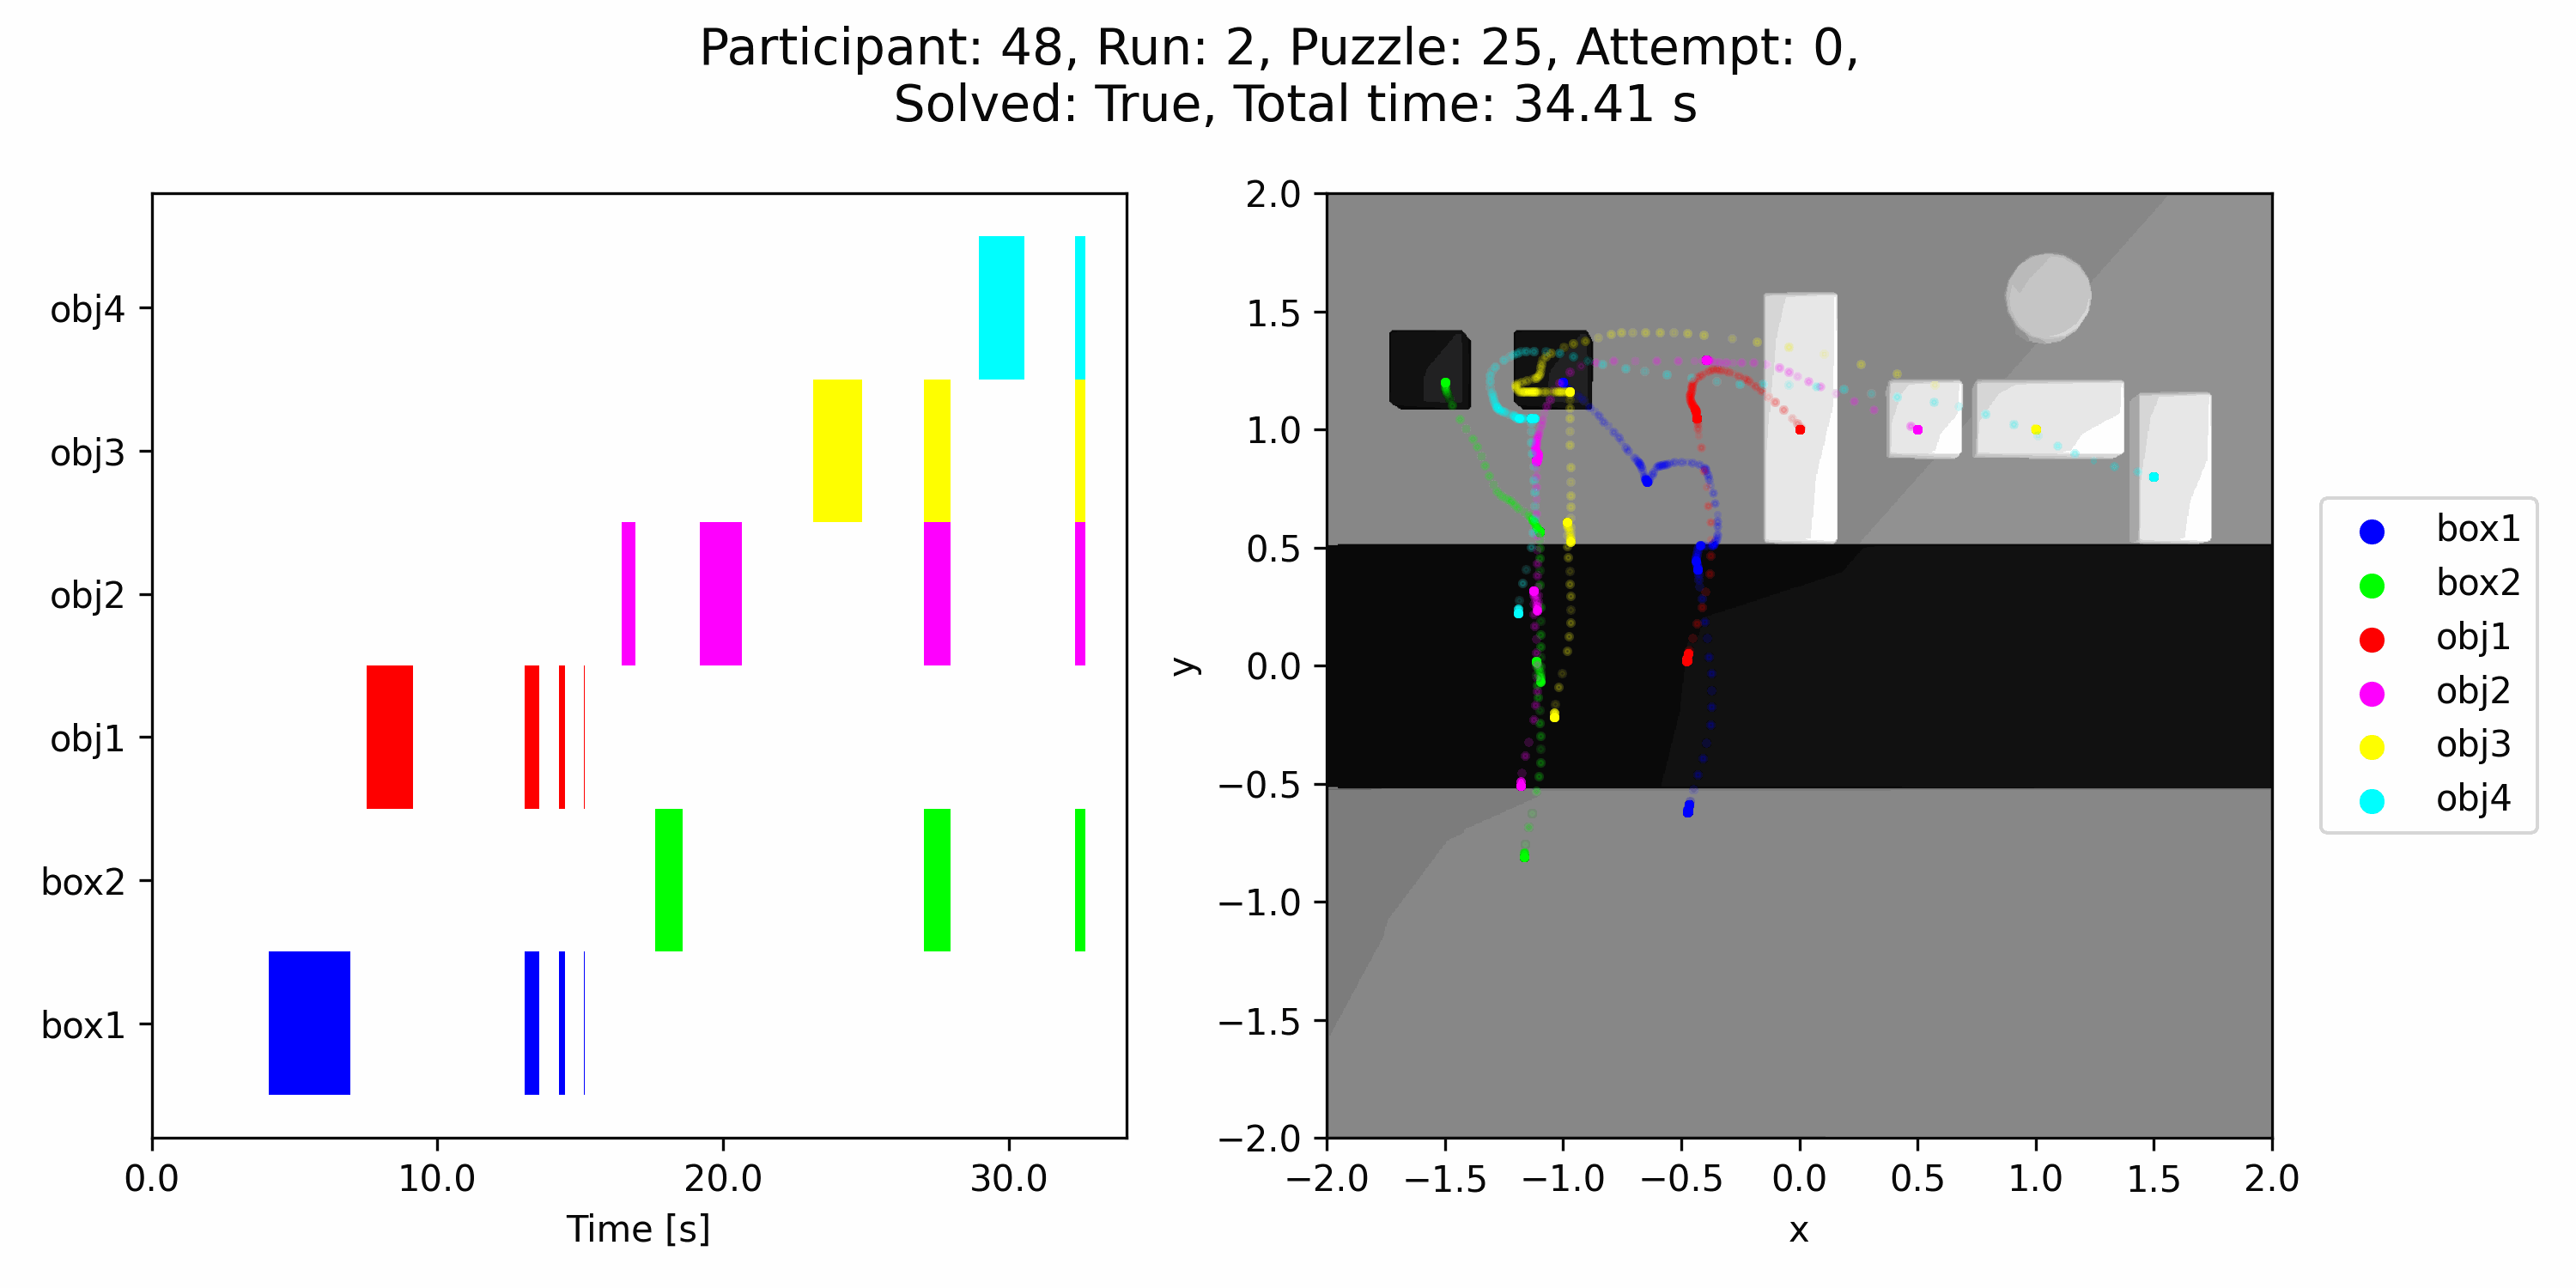 Participant: 48, Run: 2, Puzzle: 25, Attempt: 0,
Solved: True, Total time: 34.41 s
obj4
obj3
obj2
obj1
box2
box1
0.0 10.0 20.0 30.0
Time [s]
2.0
1.5
1.0
0.5
0.0
−0.5
−1.0
−1.5
−2.0
y
−2.0 −1.5 −1.0 −0.5 0.0 0.5 1.0 1.5 2.0
x
box1
box2
obj1
obj2
obj3
obj4